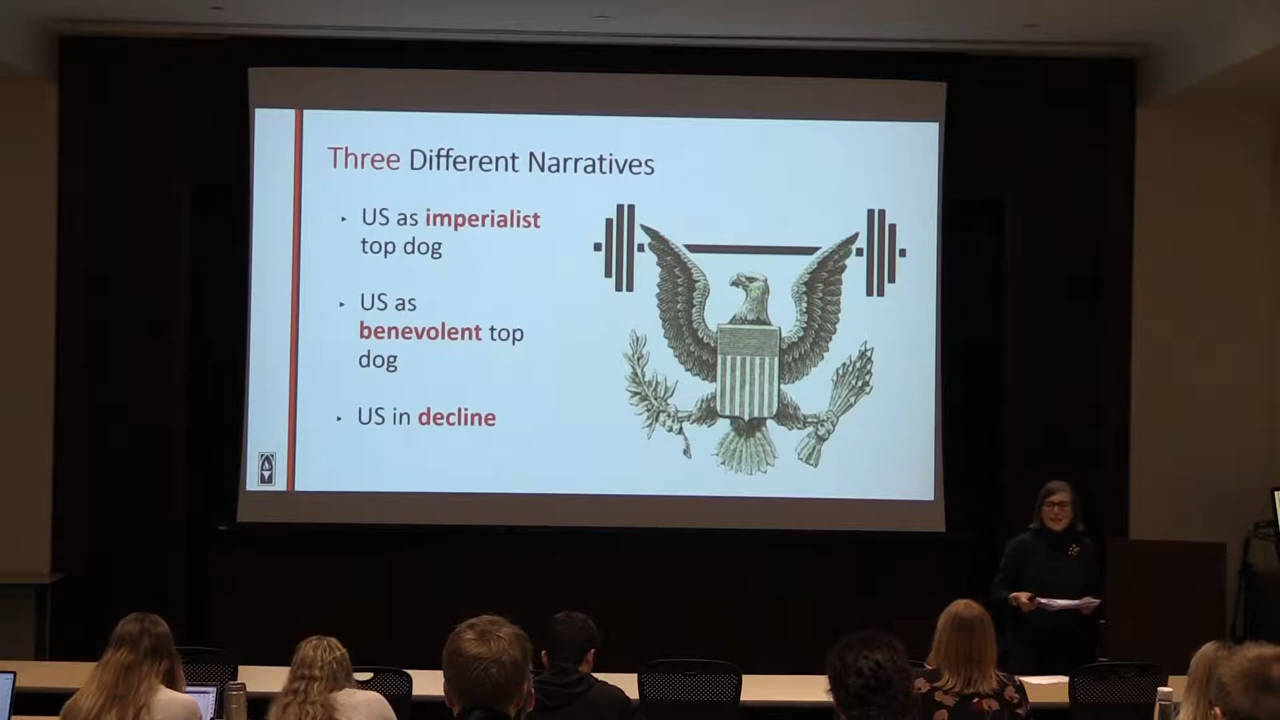 Three Different Narratives
US as imperialist
top dog
US as
benevolent top
dog
US in decline